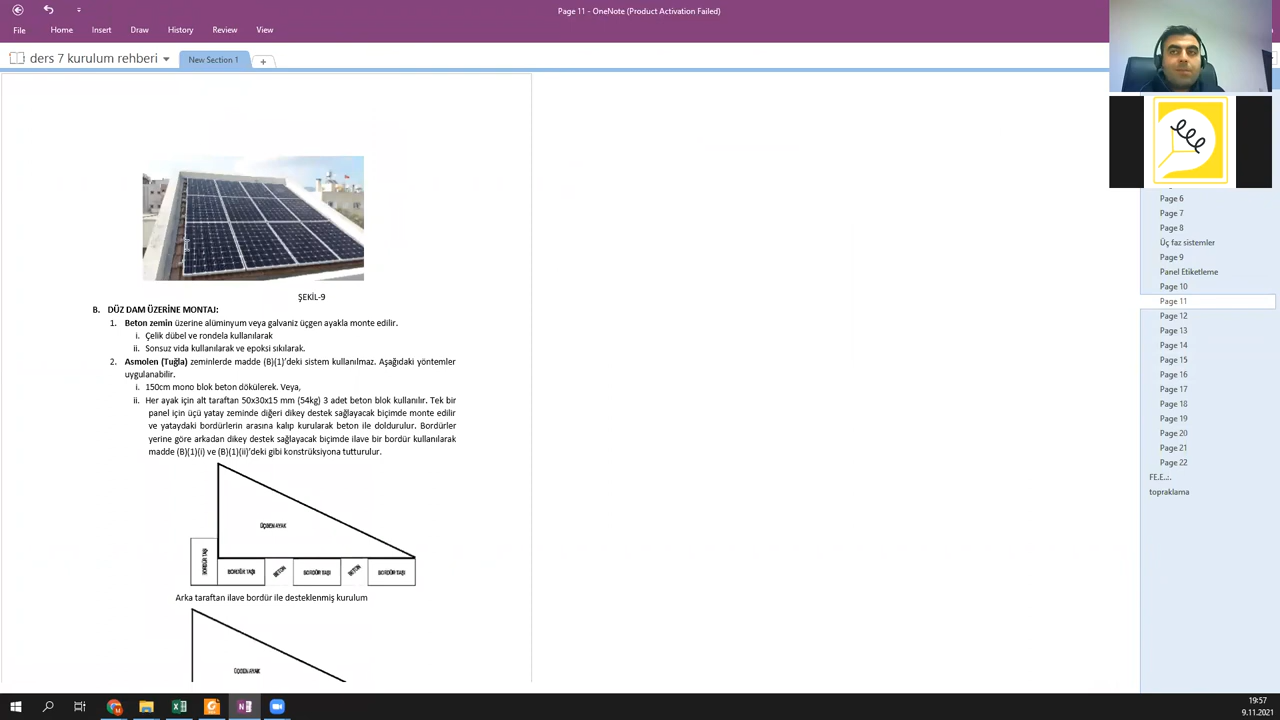 Page 11 - OneNote (Product Activation Failed)
File Home Insert Draw History Review View
ders 7 kurulum rehberi New Section 1
ŞEKİL-9
B. DÜZ DAM ÜZERİNE MONTAJ:
1. Beton zemin üzerine alüminyum veya galvaniz üçgen ayakla monte edilir.
i. Çelik dübel ve rondela kullanılarak
ii. Sonsuz vida kullanılarak ve epoksi sıkılarak.
2. Asmolen (Tuğla) zeminlerde madde (B)(1)’deki sistem kullanılmaz. Aşağıdaki yöntemler
uygulanabilir.
i. 150cm mono blok beton dökülerek. Veya,
ii. Her ayak için alt taraftan 50x30x15 mm (54kg) 3 adet beton blok kullanılır. Tek bir
panel için üçü yatay zeminde diğeri dikey destek sağlayacak biçimde monte edilir
ve yataydaki bordürlerin arasına kalıp kurularak beton ile doldurulur. Bordürler
yerine göre arkadan dikey destek sağlayacak biçimde ilave bir bordür kullanılarak
madde (B)(1)(i) ve (B)(1)(ii)’deki gibi konstrüksiyona tutturulur.
ÜÇGEN AYAK
BORDÜR TAŞI
BORDÜR TAŞI BETON BORDÜR TAŞI BETON BORDÜR TAŞI
Arka taraftan ilave bordür ile desteklenmiş kurulum
ÜÇGEN AYAK
Page 6
Page 7
Page 8
Üç faz sistemler
Page 9
Panel Etiketleme
Page 10
Page 11
Page 12
Page 13
Page 14
Page 15
Page 16
Page 17
Page 18
Page 19
Page 20
Page 21
Page 22
FE.E..:.
topraklama
19:57
9.11.2021